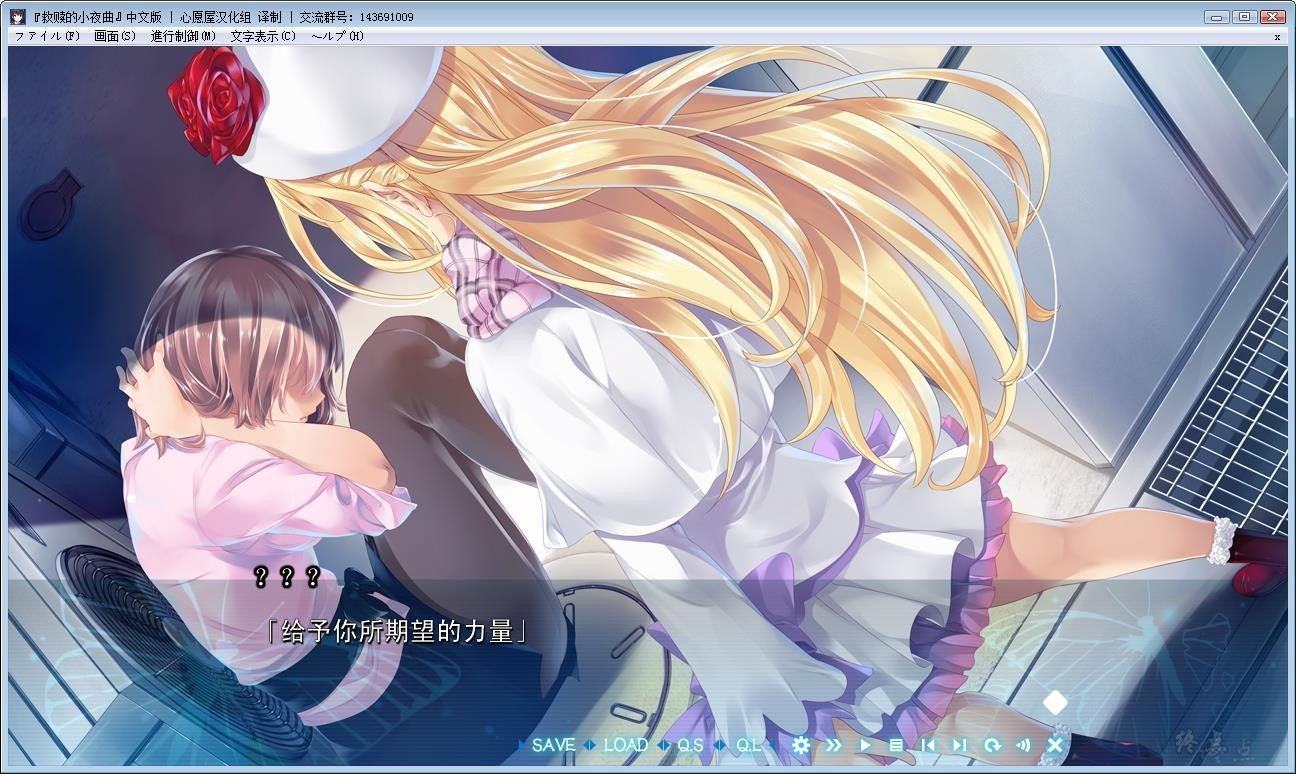 『救赎的小夜曲』中文版 | 心愿屋汉化组 译制 | 交流群号: 143691009
ファイル(F) 画面(S) 進行制御(M) 文字表示(C) ヘルプ(H)
？？？
「给予你所期望的力量」
SAVE LOAD Q.S Q.L
终点